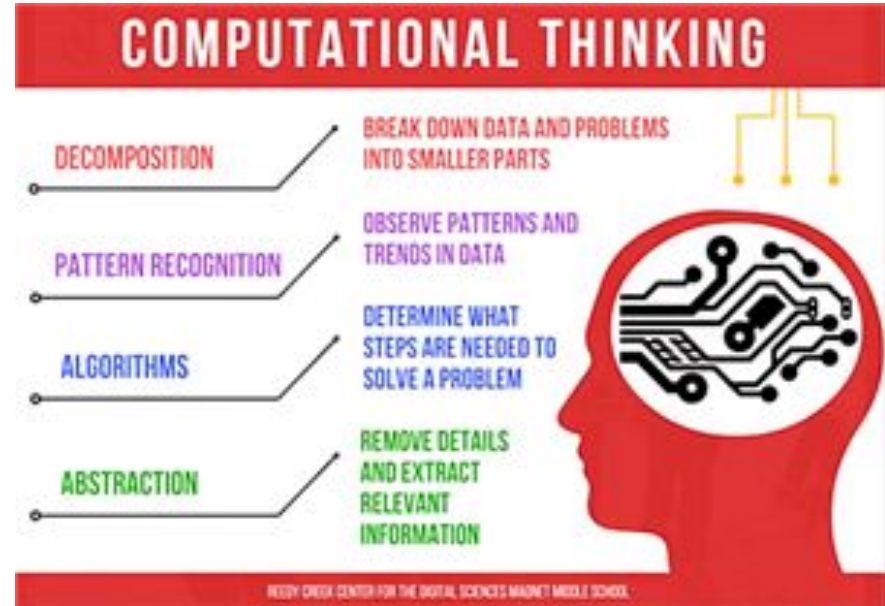 COMPUTATIONAL THINKING
DECOMPOSITION
BREAK DOWN DATA AND PROBLEMS
INTO SMALLER PARTS
PATTERN RECOGNITION
OBSERVE PATTERNS AND
TRENDS IN DATA
ALGORITHMS
DETERMINE WHAT
STEPS ARE NEEDED TO
SOLVE A PROBLEM
ABSTRACTION
REMOVE DETAILS
AND EXTRACT
RELEVANT
INFORMATION
REEDY CREEK CENTER FOR THE DIGITAL SCIENCES MAGNET MIDDLE SCHOOL